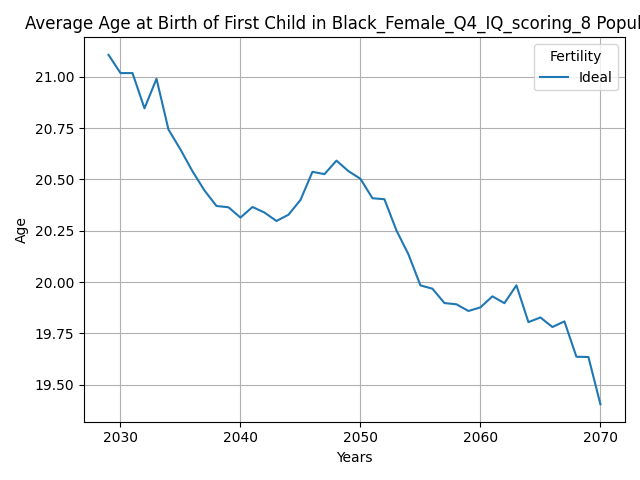 Average Age at Birth of First Child in Black_Female_Q4_IQ_scoring_8 Popul
Fertility
Ideal
21.00
20.75
20.50
20.25
20.00
19.75
19.50
Age
2030 2040 2050 2060 2070
Years